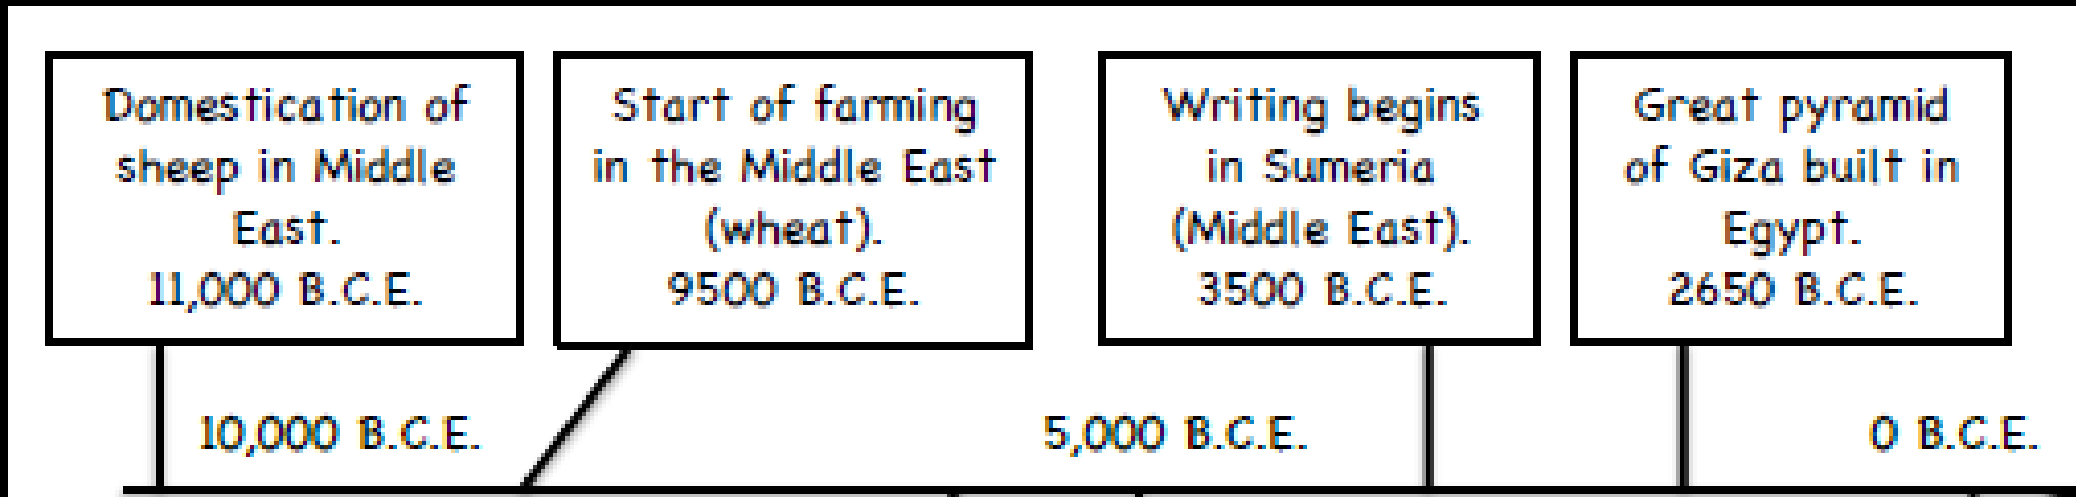 Domestication of
sheep in Middle
East.
11,000 B.C.E.
Start of farming
in the Middle East
(wheat).
9500 B.C.E.
Writing begins
in Sumeria
(Middle East).
3500 B.C.E.
Great pyramid
of Giza built in
Egypt.
2650 B.C.E.
10,000 B.C.E.
5,000 B.C.E.
0 B.C.E.